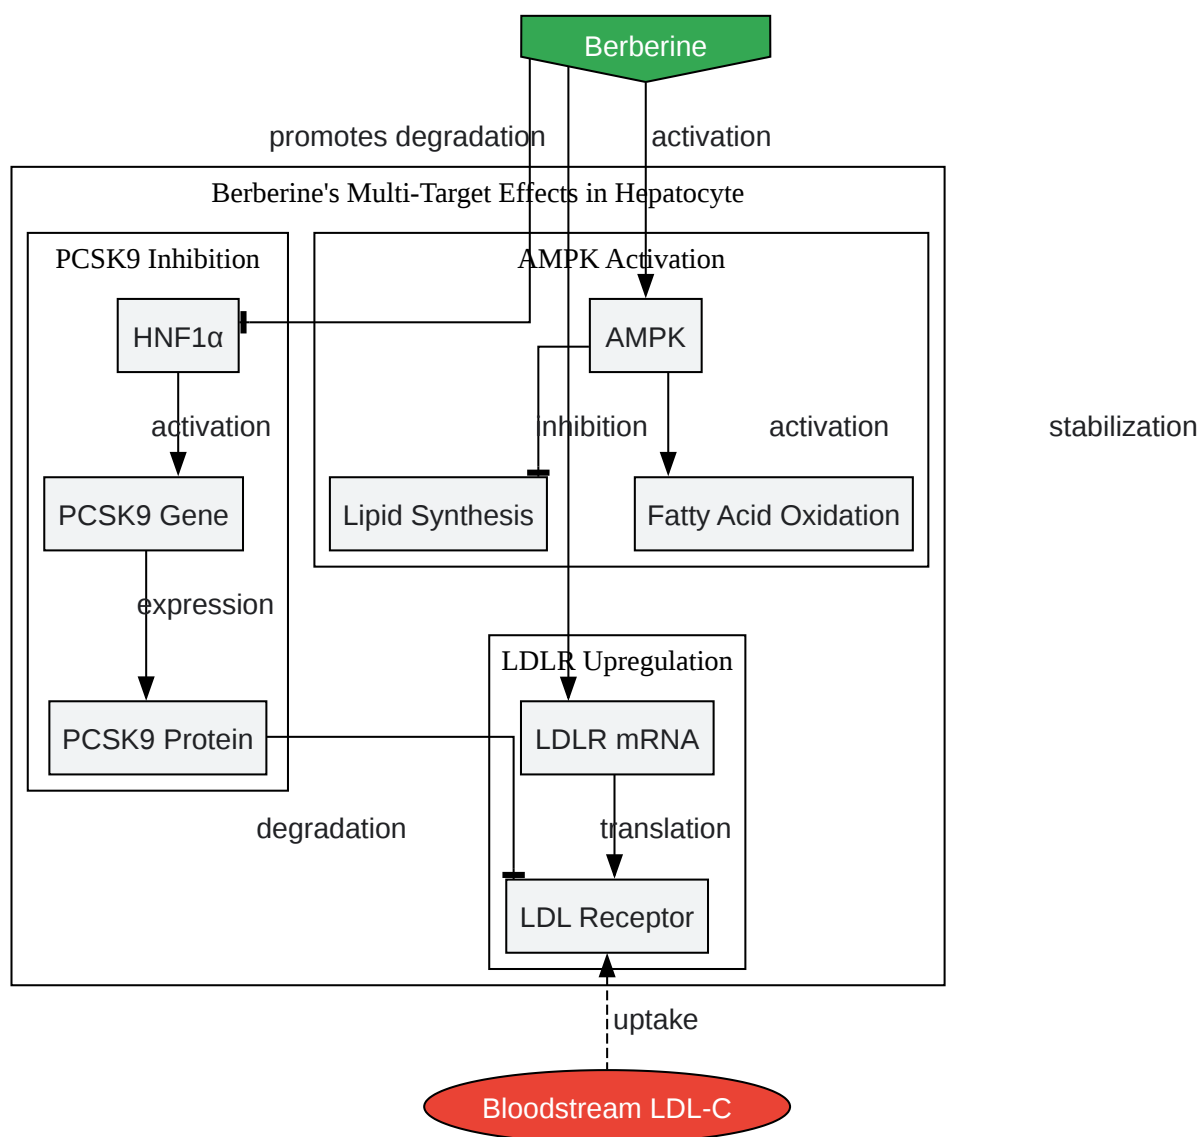 Berberine
promotes degradation
activation
Berberine's Multi-Target Effects in Hepatocyte
PCSK9 Inhibition
AMPK Activation
HNF1α
AMPK
activation
inhibition
activation
stabilization
PCSK9 Gene
Lipid Synthesis
Fatty Acid Oxidation
expression
LDLR Upregulation
PCSK9 Protein
LDLR mRNA
degradation
translation
LDL Receptor
uptake
Bloodstream LDL-C